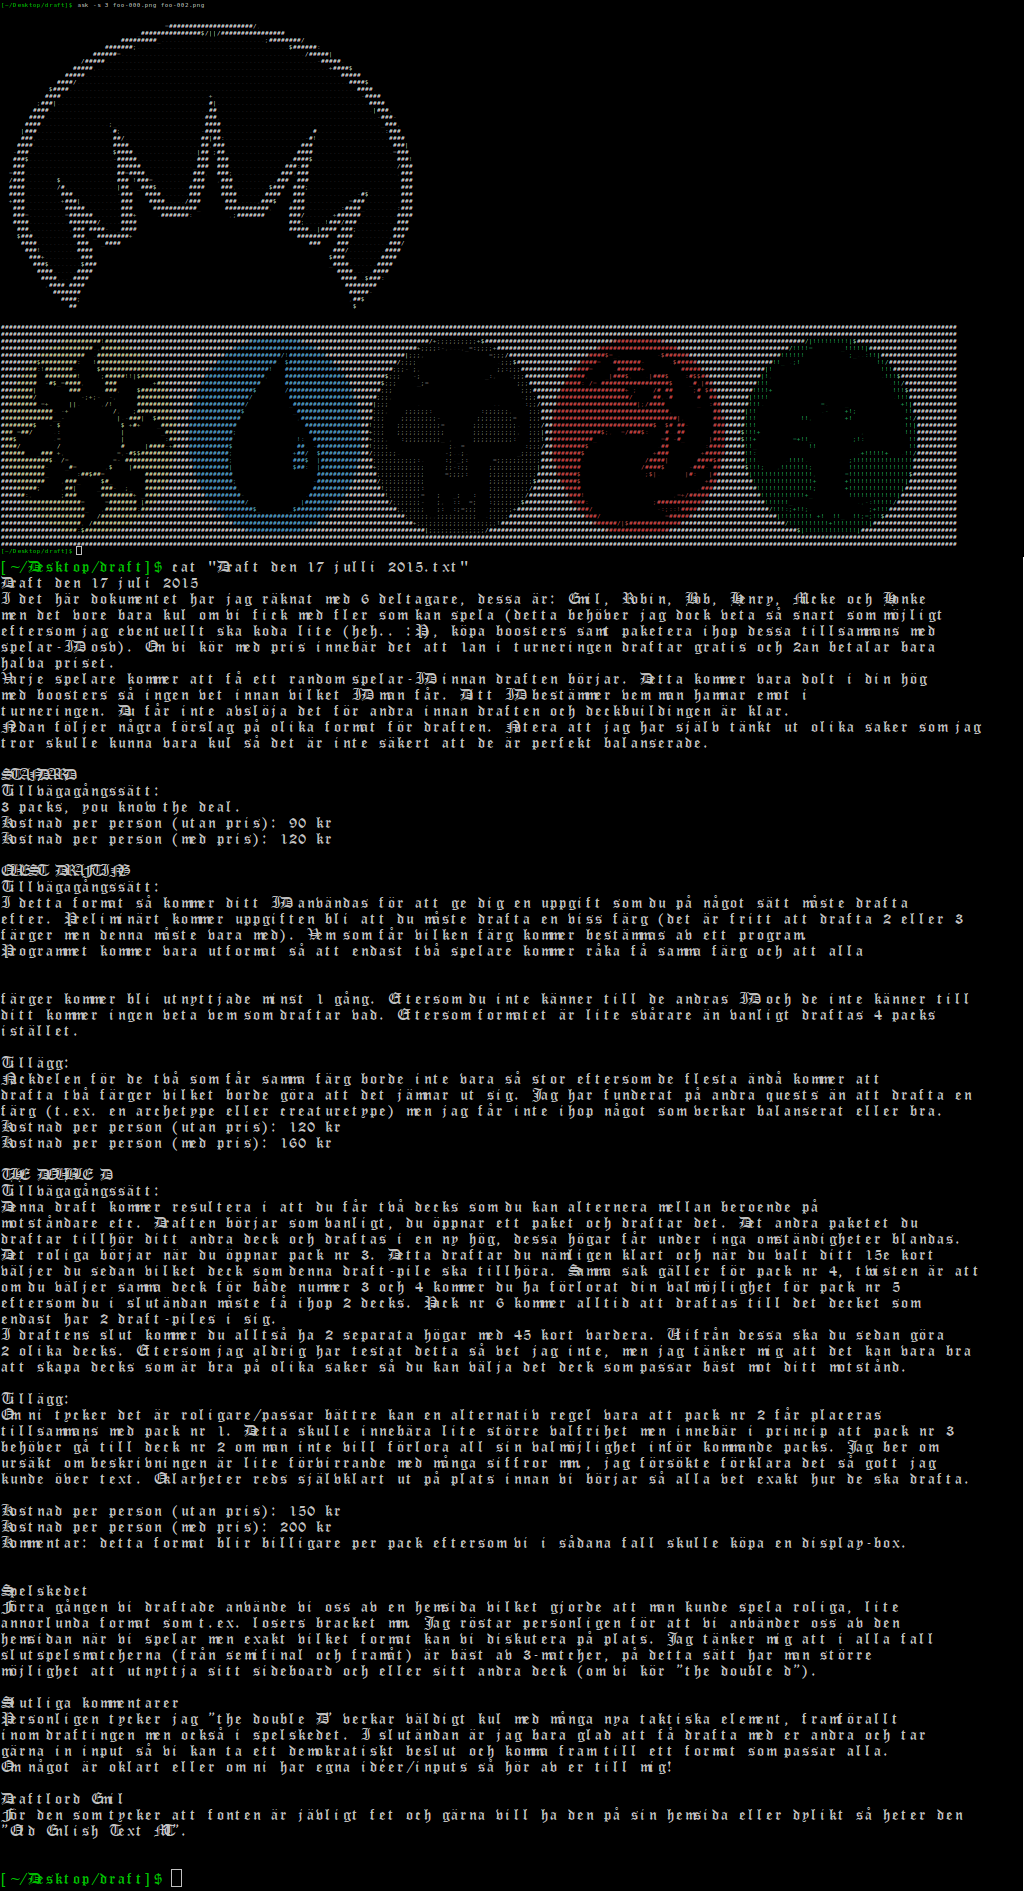 [~/Desktop/draft]$ ssk -s 3 foo-000.png foo-002.png
[~/Desktop/draft]$
[~/Desktop/draft]$ cat "Draft den 17 julli 2015.txt"
Draft den 17 juli 2015
I det här dokumentet har jag räknat med 6 deltagare, dessa är: Emil, Robin, Bob, Henry, Micke och Honke
men det vore bara kul om vi fick med fler som kan spela (detta behöver jag dock veta så snart som möjligt
eftersom jag eventuellt ska koda lite (heh.. :P), köpa boosters samt paketera ihop dessa tillsammans med
spelar-ID osv). Om vi kör med pris innebär det att 1an i turneringen draftar gratis och 2an betalar bara
halva priset.
Varje spelare kommer att få ett random spelar-ID innan draften börjar. Detta kommer vara dolt i din hög
med boosters så ingen vet innan vilket ID man får. Ditt ID bestämmer vem man hamnar emot i
turneringen. Du får inte avslöja det för andra innan draften och deckbuildingen är klar.
Nedan följer några förslag på olika format för draften. Notera att jag har själv tänkt ut olika saker som jag
tror skulle kunna vara kul så det är inte säkert att de är perfekt balanserade.
STANDARD
Tillvägagångssätt:
3 packs, you know the deal.
Kostnad per person (utan pris): 90 kr
Kostnad per person (med pris): 120 kr
QUEST DRAFTING
Tillvägagångssätt:
I detta format så kommer ditt ID användas för att ge dig en uppgift som du på något sätt måste drafta
efter. Preliminärt kommer uppgiften bli att du måste drafta en viss färg (det är fritt att drafta 2 eller 3
färger men denna måste vara med). Vem som får vilken färg kommer bestämmas av ett program.
Programmet kommer vara utformat så att endast två spelare kommer råka få samma färg och att alla
färger kommer bli utnyttjade minst 1 gång. Eftersom du inte känner till de andras ID och de inte känner till
ditt kommer ingen veta vem som draftar vad. Eftersom formatet är lite svårare än vanligt draftas 4 packs
istället.
Tillägg:
Nackdelen för de två som får samma färg borde inte vara så stor eftersom de flesta ändå kommer att
drafta två färger vilket borde göra att det jämnar ut sig. Jag har funderat på andra quests än att drafta en
färg (t.ex. en archetype eller creaturetype) men jag får inte ihop något som verkar balanserat eller bra.
Kostnad per person (utan pris): 120 kr
Kostnad per person (med pris): 160 kr
THE DOUBLE D
Tillvägagångssätt:
Denna draft kommer resultera i att du får två decks som du kan alternera mellan beroende på
motståndare etc. Draften börjar som vanligt, du öppnar ett paket och draftar det. Det andra paketet du
draftar tillhör ditt andra deck och draftas i en ny hög, dessa högar får under inga omständigheter blandas.
Det roliga börjar när du öppnar pack nr 3. Detta draftar du nämligen klart och när du valt ditt 15e kort
väljer du sedan vilket deck som denna draft-pile ska tillhöra. Samma sak gäller för pack nr 4, twisten är att
om du väljer samma deck för både nummer 3 och 4 kommer du ha förlorat din valmöjlighet för pack nr 5
eftersom du i slutändan måste få ihop 2 decks. Pack nr 6 kommer alltid att draftas till det decket som
endast har 2 draft-piles i sig.
I draftens slut kommer du alltså ha 2 separata högar med 45 kort vardera. Utifrån dessa ska du sedan göra
2 olika decks. Eftersom jag aldrig har testat detta så vet jag inte, men jag tänker mig att det kan vara bra
att skapa decks som är bra på olika saker så du kan välja det deck som passar bäst mot ditt motstånd.
Tillägg:
Om ni tycker det är roligare/passar bättre kan en alternativ regel vara att pack nr 2 får placeras
tillsammans med pack nr 1. Detta skulle innebära lite större valfrihet men innebär i princip att pack nr 3
behöver gå till deck nr 2 om man inte vill förlora all sin valmöjlighet inför kommande packs. Jag ber om
ursäkt om beskrivningen är lite förvirrande med många siffror mm., jag försökte förklara det så gott jag
kunde över text. Oklarheter reds självklart ut på plats innan vi börjar så alla vet exakt hur de ska drafta.
Kostnad per person (utan pris): 150 kr
Kostnad per person (med pris): 200 kr
Kommentar: detta format blir billigare per pack eftersom vi i sådana fall skulle köpa en display-box.
Spelskedet
Förra gången vi draftade använde vi oss av en hemsida vilket gjorde att man kunde spela roliga, lite
annorlunda format som t.ex. losers bracket mm. Jag röstar personligen för att vi använder oss av den
hemsidan när vi spelar men exakt vilket format kan vi diskutera på plats. Jag tänker mig att i alla fall
slutspelsmatcherna (från semifinal och framåt) är bäst av 3-matcher, på detta sätt har man större
möjlighet att utnyttja sitt sideboard och eller sitt andra deck (om vi kör "the double d").
Slutliga kommentarer
Personligen tycker jag "the double D" verkar väldigt kul med många nya taktiska element, framförallt
inom draftingen men också i spelskedet. I slutändan är jag bara glad att få drafta med er andra och tar
gärna in input så vi kan ta ett demokratiskt beslut och komma fram till ett format som passar alla.
Om något är oklart eller om ni har egna idéer/inputs så hör av er till mig!
Draftlord Emil
För den som tycker att fonten är jävligt fet och gärna vill ha den på sin hemsida eller dylikt så heter den
"Old Enlish Text MT".
[~/Desktop/draft]$